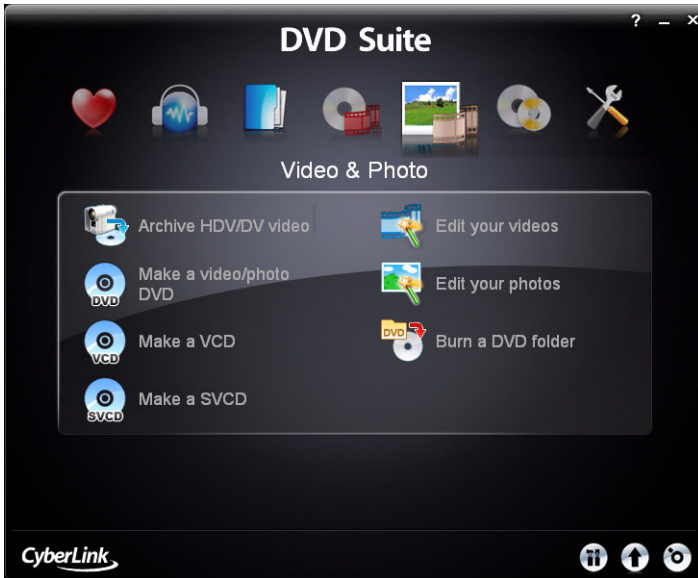 ?
DVD Suite
Video & Photo
Archive HDV/DV video
Make a video/photo
DVD
DVD
Make a VCD
VCD
Make a SVCD
SVCD
Edit your videos
Edit your photos
Burn a DVD folder
DVD
CyberLink